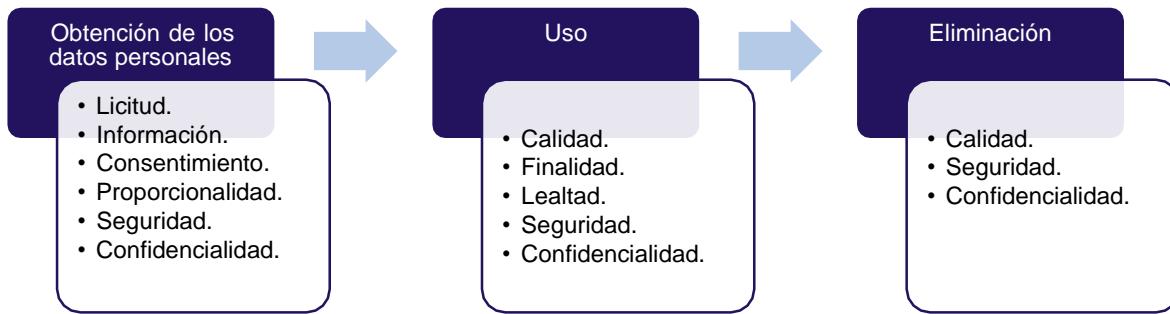 Obtención de los
datos personales
• Licitud.
• Información.
• Consentimiento.
• Proporcionalidad.
• Seguridad.
• Confidencialidad.
Uso
• Calidad.
• Finalidad.
• Lealtad.
• Seguridad.
• Confidencialidad.
Eliminación
• Calidad.
• Seguridad.
• Confidencialidad.